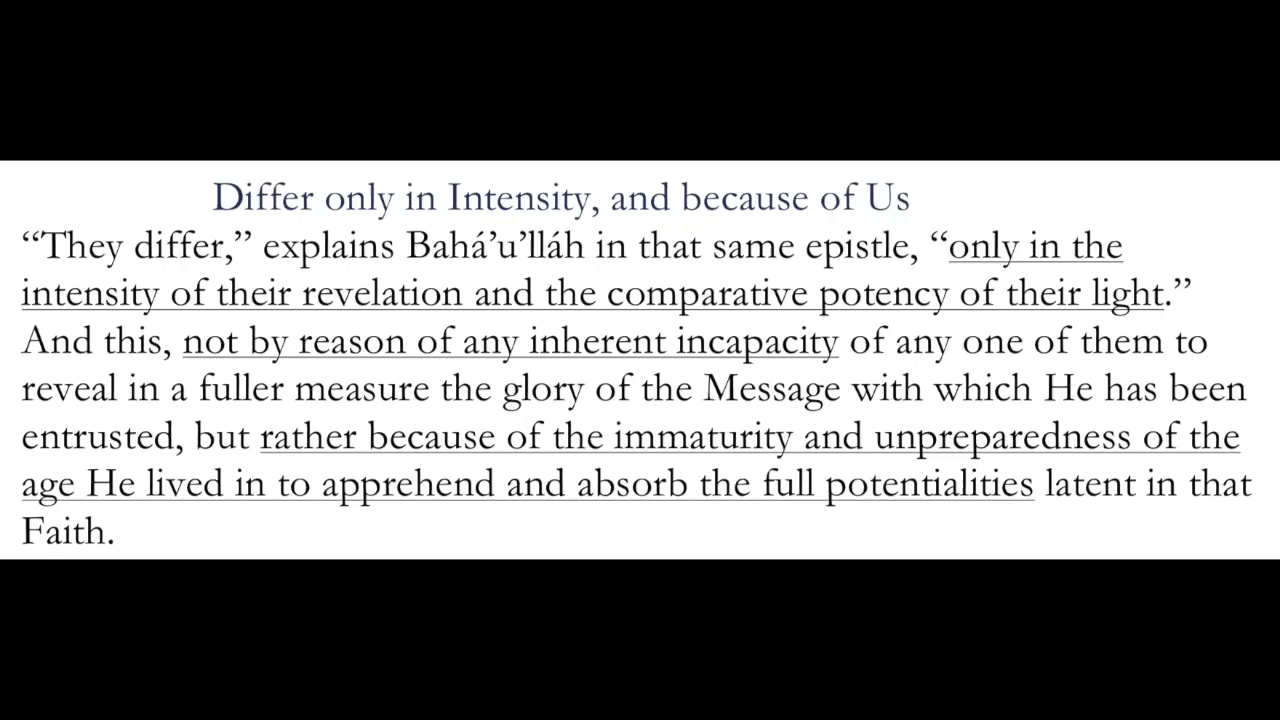 Differ only in Intensity, and because of Us
“They differ,” explains Bahá’u’lláh in that same epistle, “only in the
intensity of their revelation and the comparative potency of their light.”
And this, not by reason of any inherent incapacity of any one of them to
reveal in a fuller measure the glory of the Message with which He has been
entrusted, but rather because of the immaturity and unpreparedness of the
age He lived in to apprehend and absorb the full potentialities latent in that
Faith.